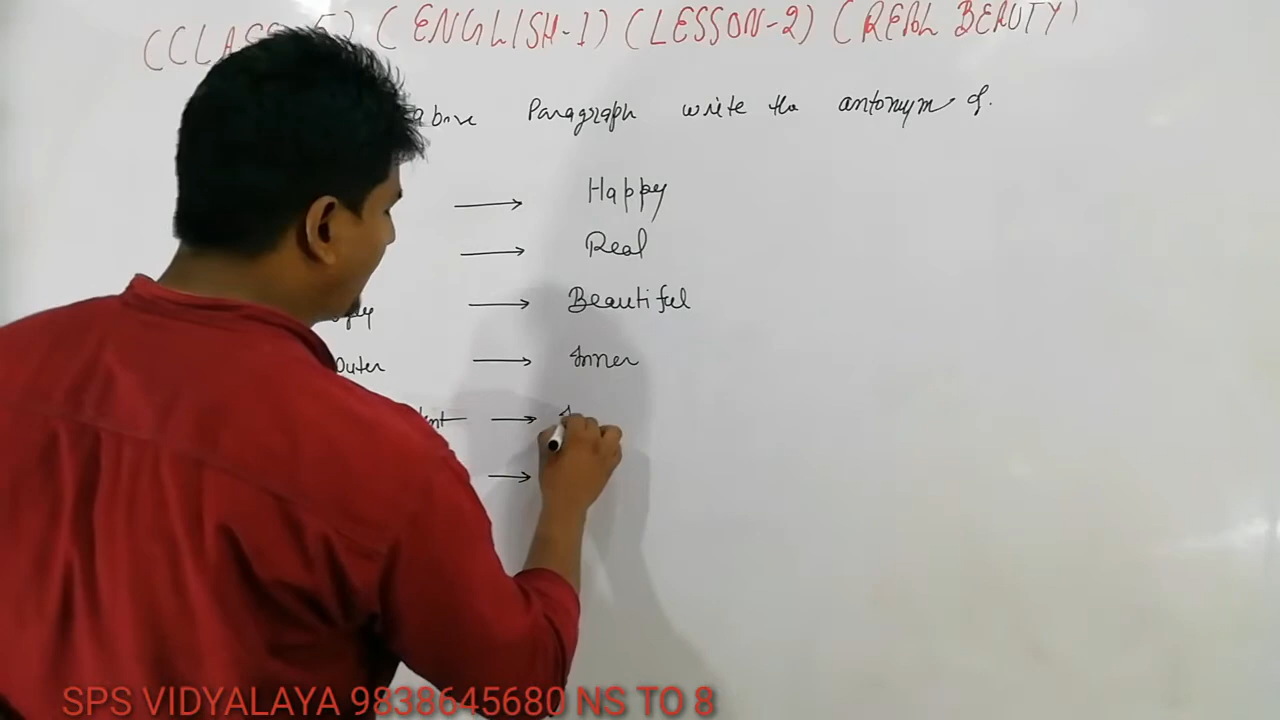 (CLASS-5) (ENGLISH-1) (LESSON-2) (REAL BEAUTY)
above Paragraph write the antonym of.
→ Happy
→ Real
ugly → Beautiful
Outer → Inner
→
→
SPS VIDYALAYA 9838645680 NS TO 8